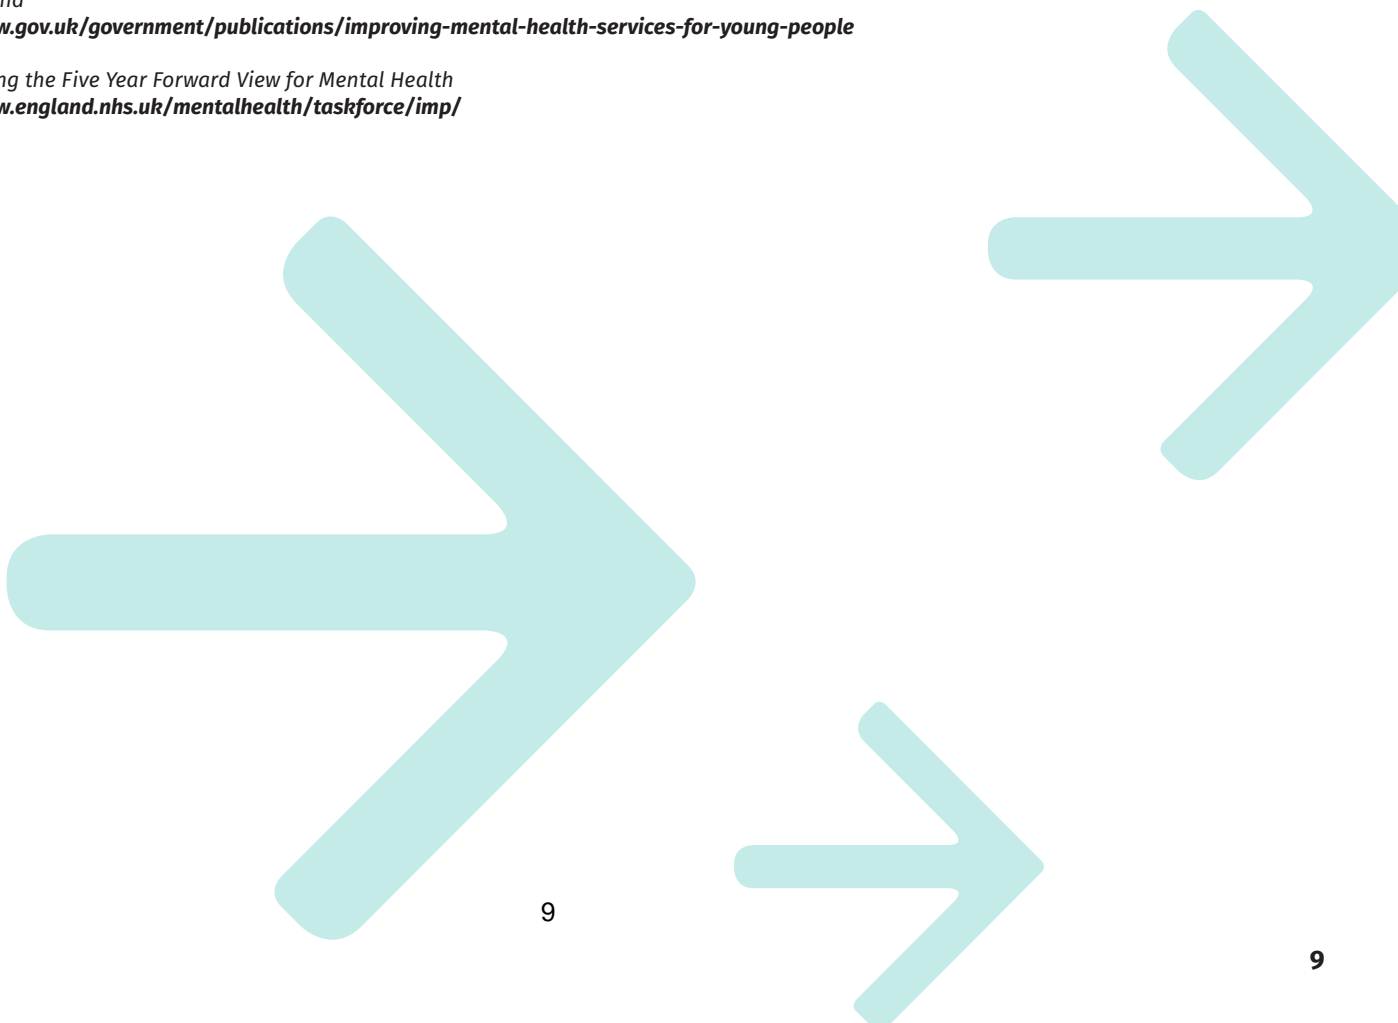 nd
w.gov.uk/government/publications/improving-mental-health-services-for-young-people
ng the Five Year Forward View for Mental Health
w.england.nhs.uk/mentalhealth/taskforce/imp/
9
9